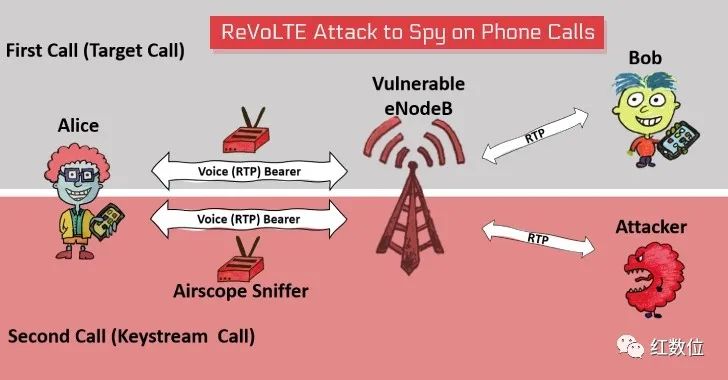 ReVoLTE Attack to Spy on Phone Calls
First Call (Target Call)
Bob
Vulnerable
eNodeB
Alice
RTP
Voice (RTP) Bearer
Voice (RTP) Bearer
RTP
Attacker
Airscope Sniffer
Second Call (Keystream Call)
红数位